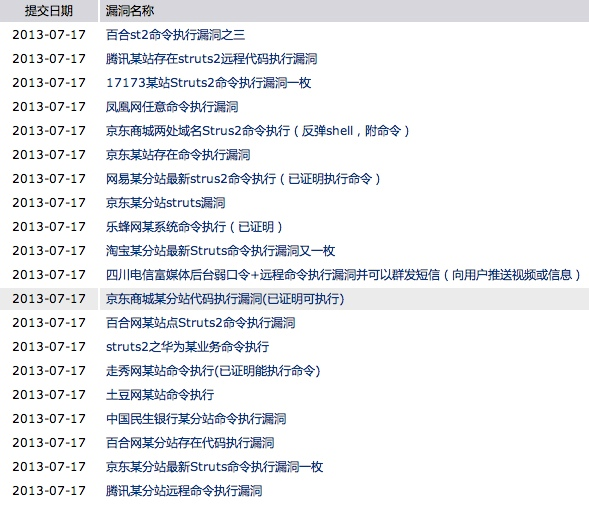 提交日期 漏洞名称
2013-07-17 百合st2命令执行漏洞之三
2013-07-17 腾讯某站存在struts2远程代码执行漏洞
2013-07-17 17173某站Struts2命令执行漏洞一枚
2013-07-17 凤凰网任意命令执行漏洞
2013-07-17 京东商城两处域名Strus2命令执行（反弹shell，附命令）
2013-07-17 京东某站存在命令执行漏洞
2013-07-17 网易某分站最新strus2命令执行（已证明执行命令）
2013-07-17 京东某分站struts漏洞
2013-07-17 乐蜂网某系统命令执行（已证明）
2013-07-17 淘宝某分站最新Struts命令执行漏洞又一枚
2013-07-17 四川电信富媒体后台弱口令+远程命令执行漏洞并可以群发短信（向用户推送视频或信息）
2013-07-17 京东商城某分站代码执行漏洞(已证明可执行)
2013-07-17 百合网某站点Struts2命令执行漏洞
2013-07-17 struts2之华为某业务命令执行
2013-07-17 走秀网某站命令执行(已证明能执行命令)
2013-07-17 土豆网某站命令执行
2013-07-17 中国民生银行某分站命令执行漏洞
2013-07-17 百合网某分站存在代码执行漏洞
2013-07-17 京东某分站最新Struts命令执行漏洞一枚
2013-07-17 腾讯某分站远程命令执行漏洞